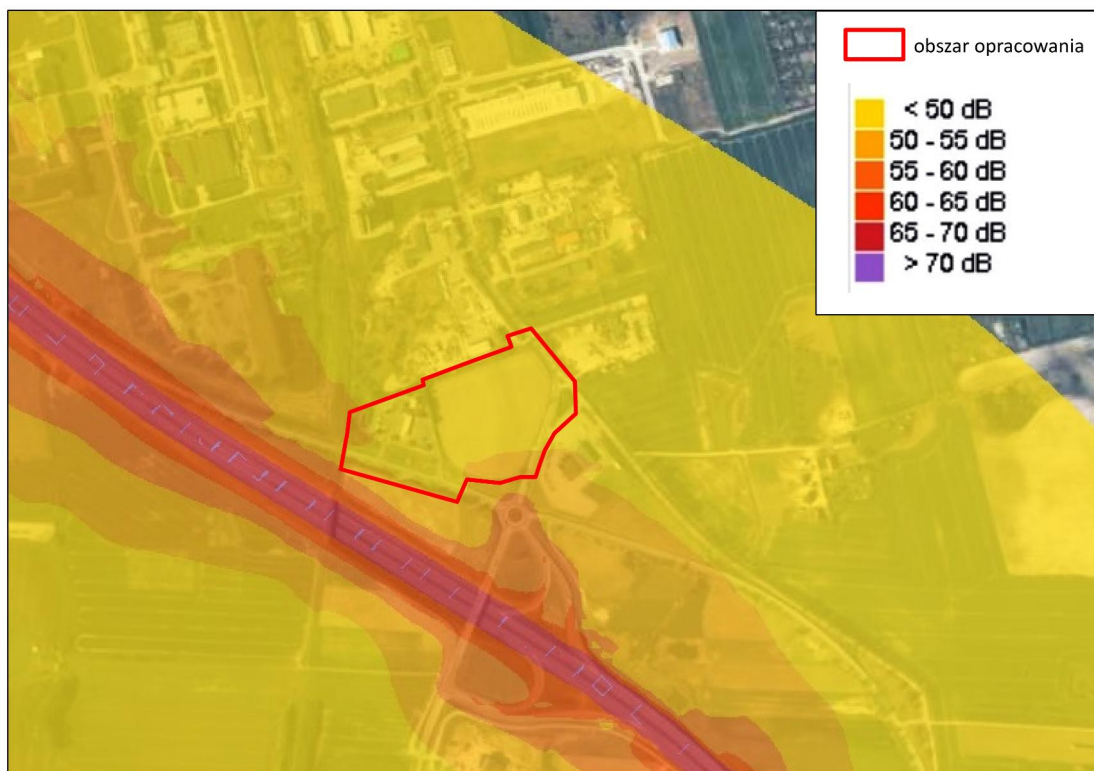 obszar opracowania
< 50 dB
50 - 55 dB
55 - 60 dB
60 - 65 dB
65 - 70 dB
> 70 dB